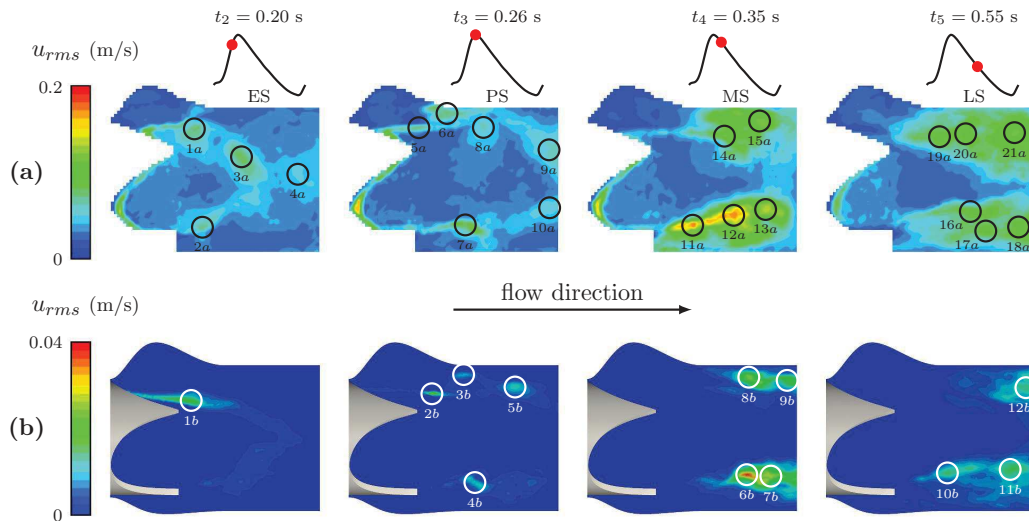 t₂ = 0.20 s
t₃ = 0.26 s
t₄ = 0.35 s
t₅ = 0.55 s
u_rms (m/s)
0.2
ES
PS
MS
LS
(a)
1a
2a
3a
4a
5a
6a
7a
8a
9a
10a
11a
12a
13a
14a
15a
16a
17a
18a
19a
20a
21a
0
flow direction
u_rms (m/s)
0.04
(b)
1b
2b
3b
4b
5b
6b
7b
8b
9b
10b
11b
12b
0